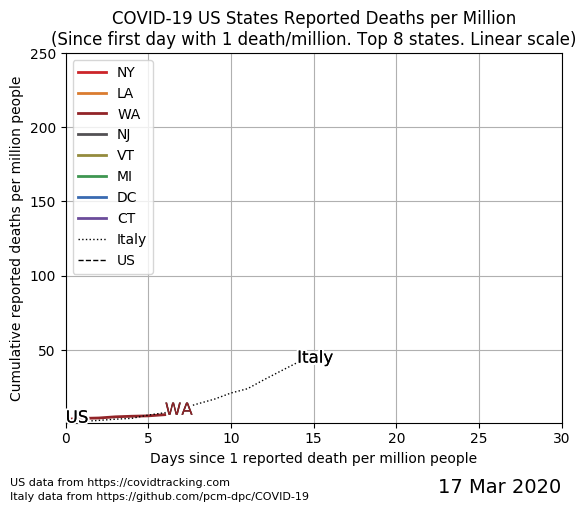 COVID-19 US States Reported Deaths per Million
(Since first day with 1 death/million. Top 8 states. Linear scale)
Cumulative reported deaths per million people
250
200
150
100
50
NY
LA
WA
NJ
VT
MI
DC
CT
Italy
US
Italy
WA
US
0 5 10 15 20 25 30
Days since 1 reported death per million people
US data from https://covidtracking.com
Italy data from https://github.com/pcm-dpc/COVID-19
17 Mar 2020